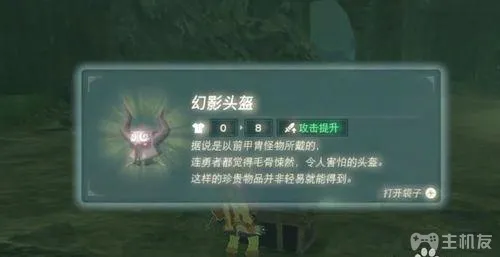 幻影头盔
0 8 攻击提升
据说是以前甲胄怪物所戴的,
连勇者都觉得毛骨悚然,令人害怕的头盔。
这样的珍贵物品并非轻易就能得到。
打开袋子
主机友